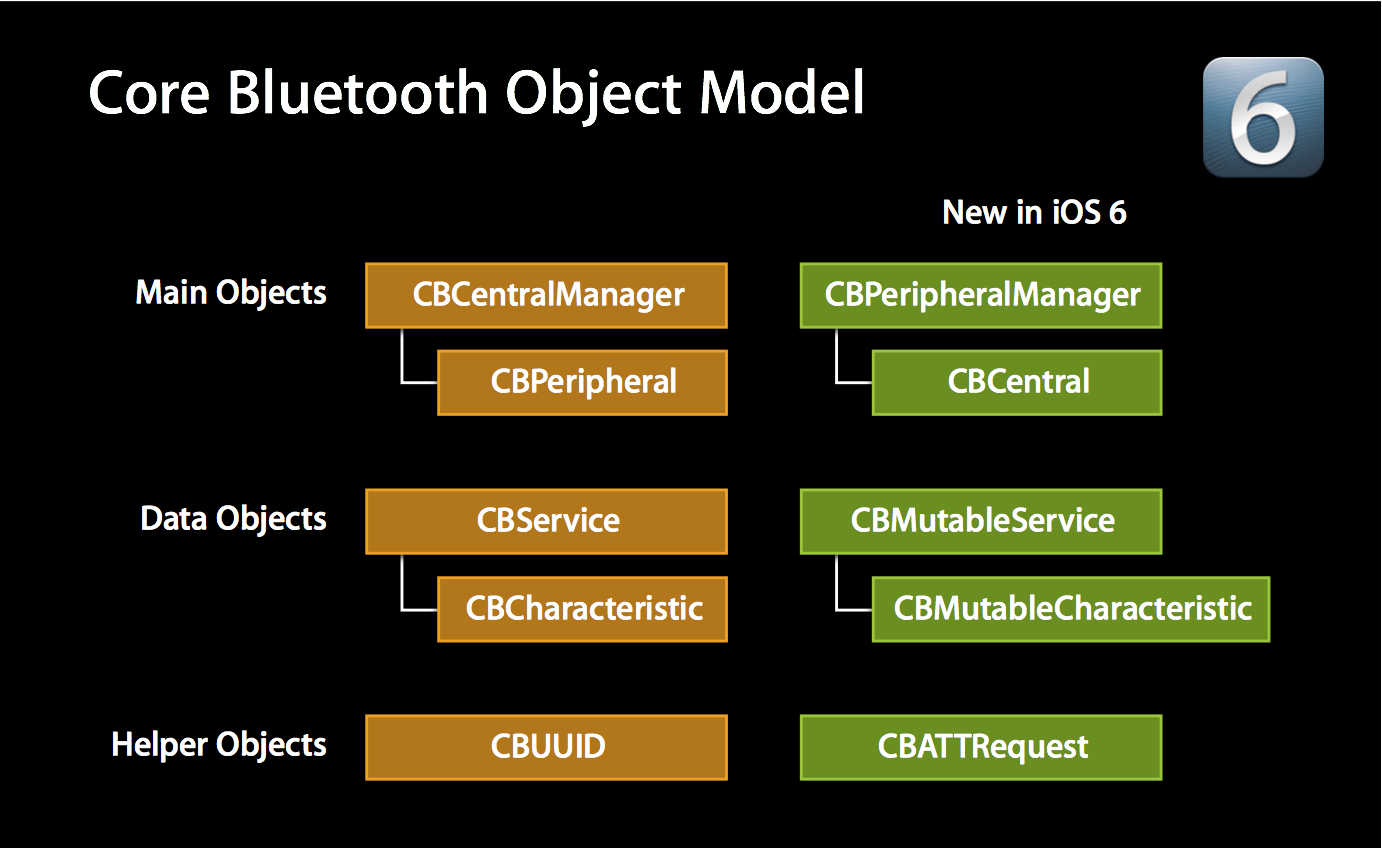 Core Bluetooth Object Model
6
New in iOS 6
Main Objects
CBCentralManager
CBPeripheralManager
CBPeripheral
CBCentral
Data Objects
CBService
CBMutableService
CBCharacteristic
CBMutableCharacteristic
Helper Objects
CBUUID
CBATTRequest